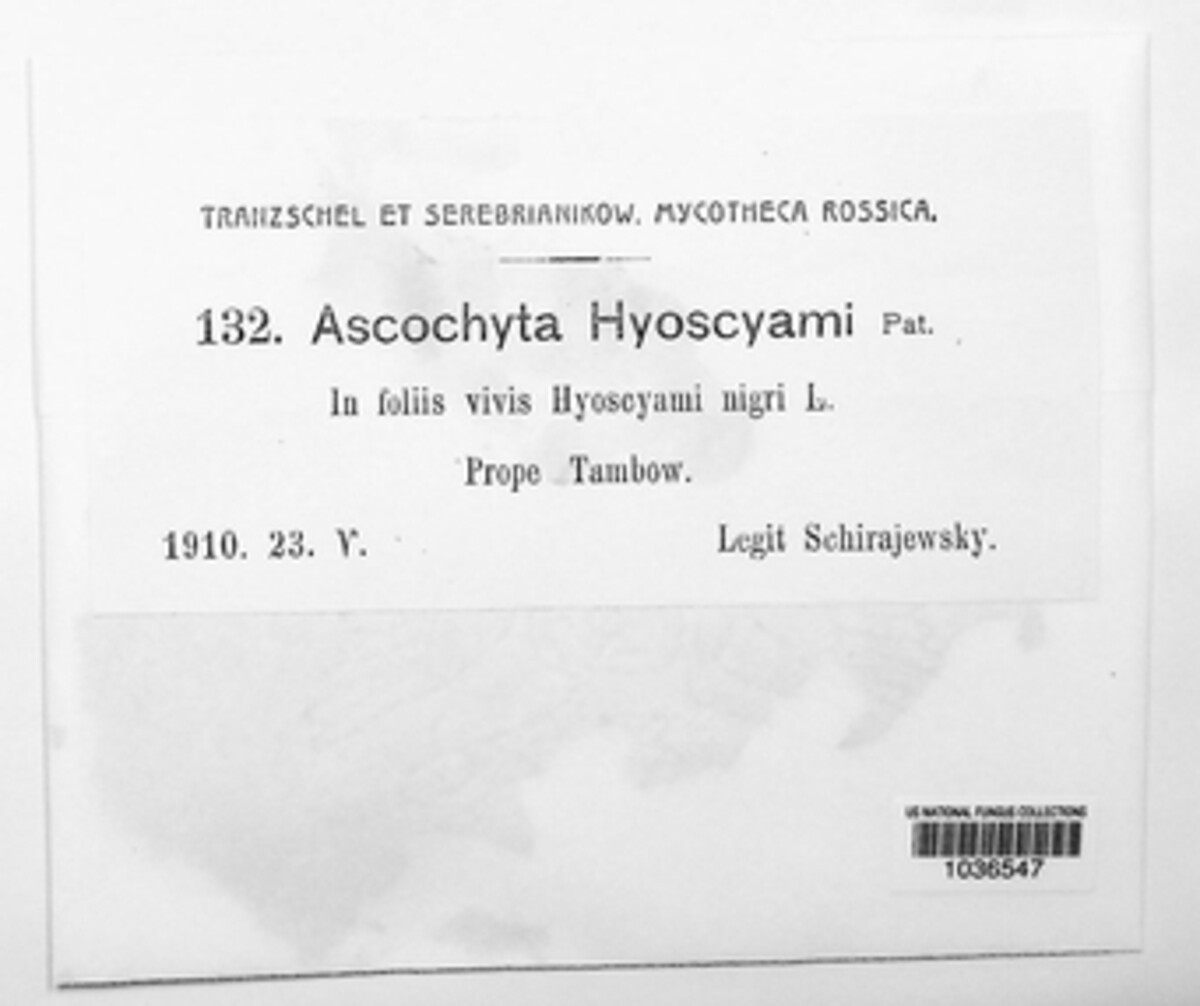 TRANZSCHEL ET SEREBRIANIKOW. MYCOTHECA ROSSICA.
132. Ascochyta Hyoscyami Pat.
In foliis vivis Hyoscyami nigri L.
Prope Tambow.
1910. 23. V.
Legit Schirajewsky.
US NATIONAL FUNGUS COLLECTIONS
1036547